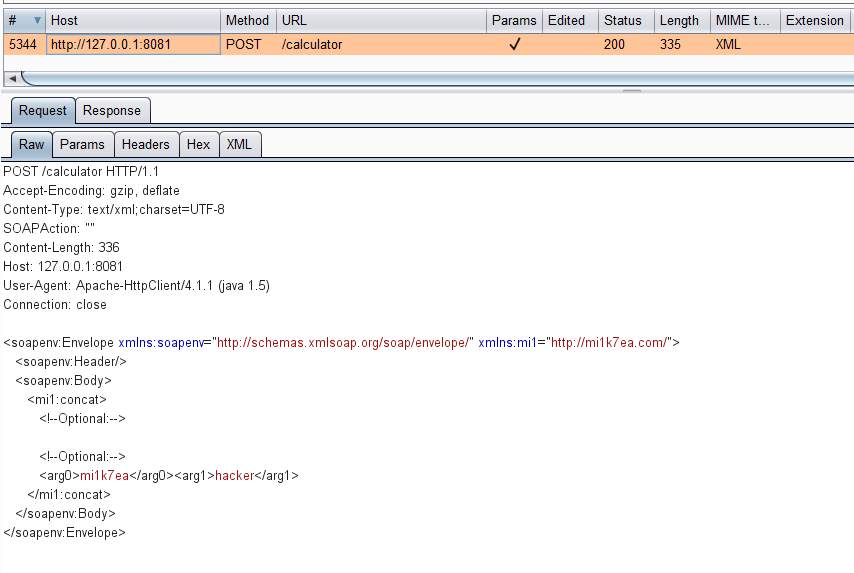 # Host Method URL Params Edited Status Length MIME t... Extension
5344 http://127.0.0.1:8081 POST /calculator ✓ 200 335 XML
Request Response
Raw Params Headers Hex XML
POST /calculator HTTP/1.1
Accept-Encoding: gzip, deflate
Content-Type: text/xml;charset=UTF-8
SOAPAction: ""
Content-Length: 336
Host: 127.0.0.1:8081
User-Agent: Apache-HttpClient/4.1.1 (java 1.5)
Connection: close
<soapenv:Envelope xmlns:soapenv="http://schemas.xmlsoap.org/soap/envelope/" xmlns:mi1="http://mi1k7ea.com/">
<soapenv:Header/>
<soapenv:Body>
<mi1:concat>
<!--Optional:-->
<!--Optional:-->
<arg0>mi1k7ea</arg0><arg1>hacker</arg1>
</mi1:concat>
</soapenv:Body>
</soapenv:Envelope>